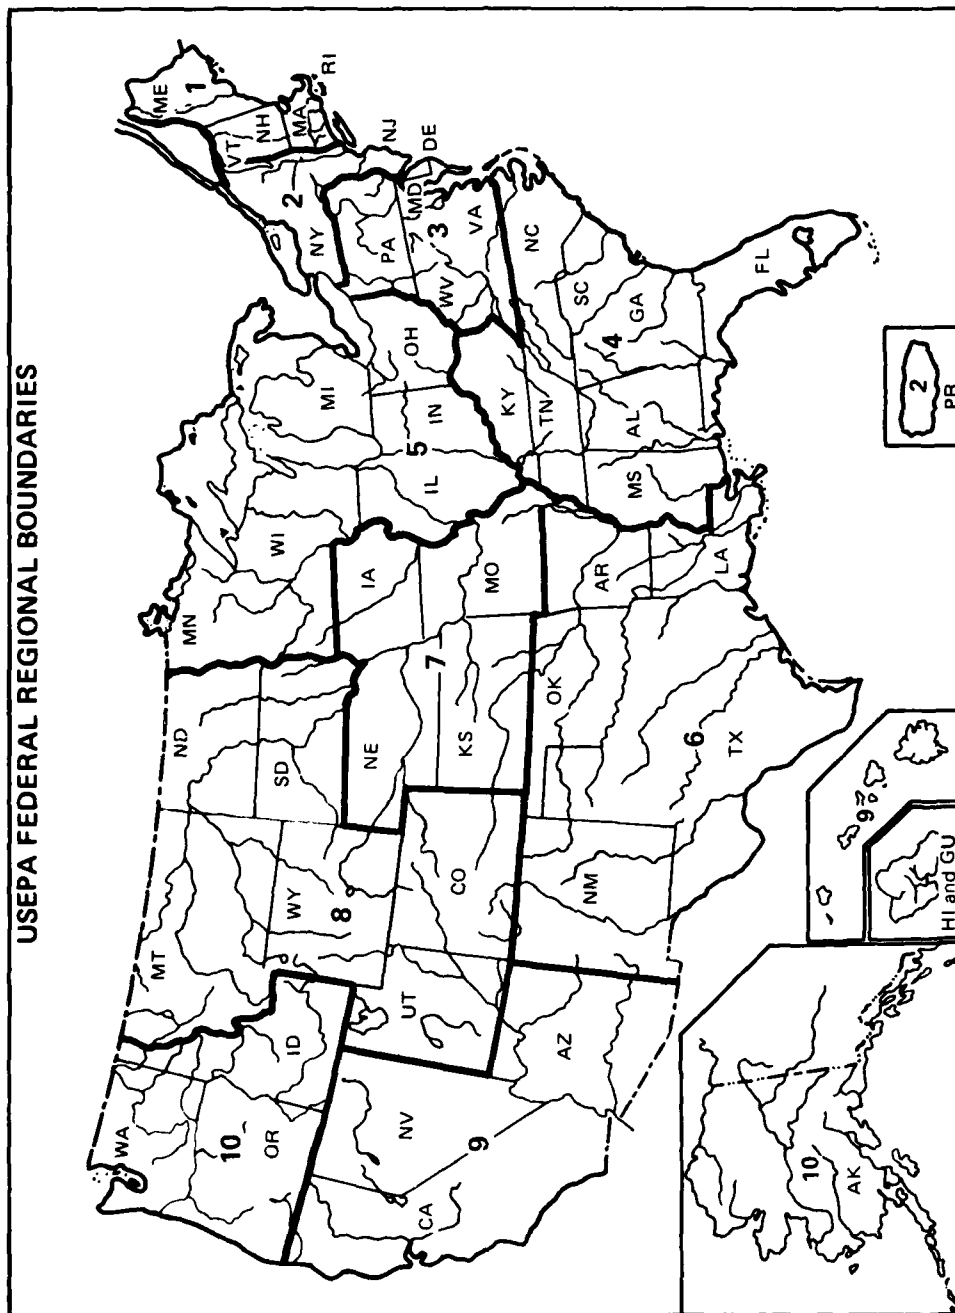 USEPA FEDERAL REGIONAL BOUNDARIES
WA
MT
ND
MN
ME
1
VT
NH
MA
RI
10
OR
ID
WY
8
SD
WI
MI
NY
2
NJ
DE
NV
UT
CO
NE
IA
7
KS
MO
IL
5
IN
OH
PA
MD
3
WV
VA
CA
9
AZ
NM
OK
AR
KY
TN
NC
SC
6
TX
LA
MS
AL
4
GA
FL
10
AK
9
HI and GU
2
PR